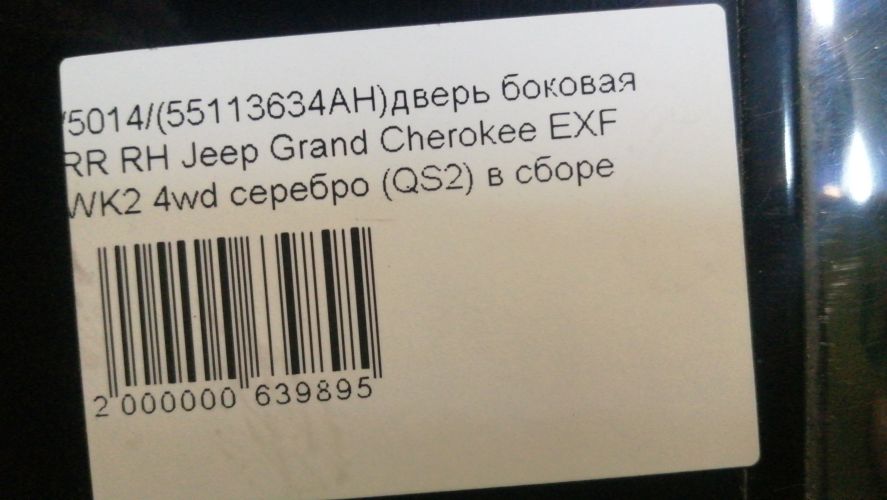 /5014/(55113634AH)дверь боковая
RR RH Jeep Grand Cherokee EXF
WK2 4wd серебро (QS2) в сборе
2 000000 639895